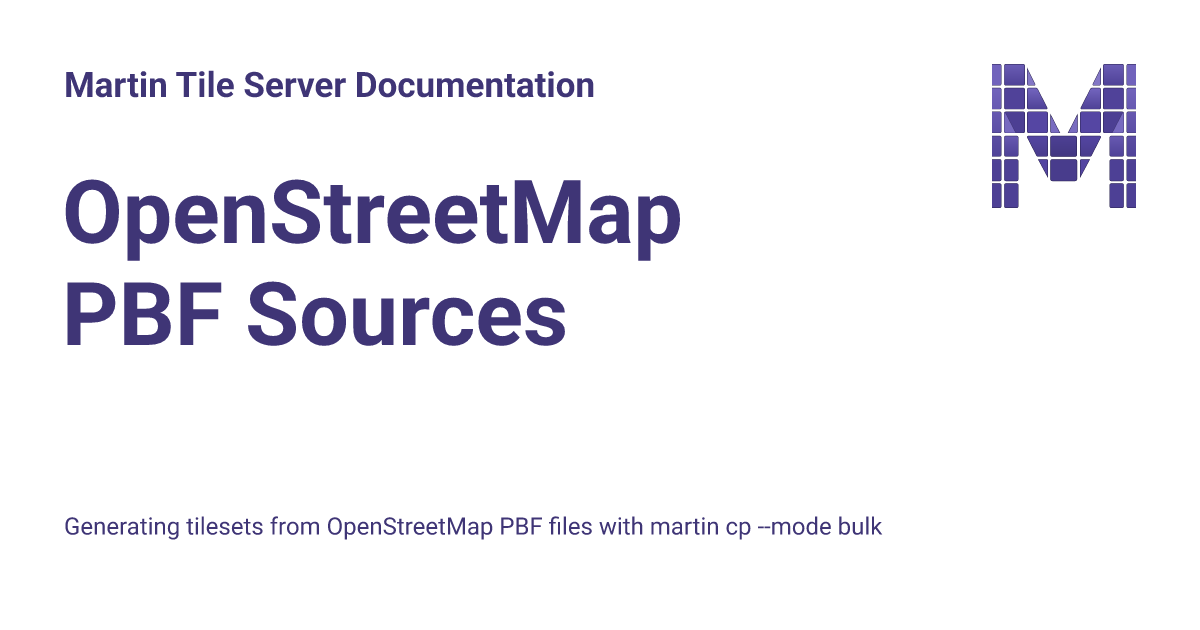 Martin Tile Server Documentation
OpenStreetMap
PBF Sources
Generating tilesets from OpenStreetMap PBF files with martin cp --mode bulk